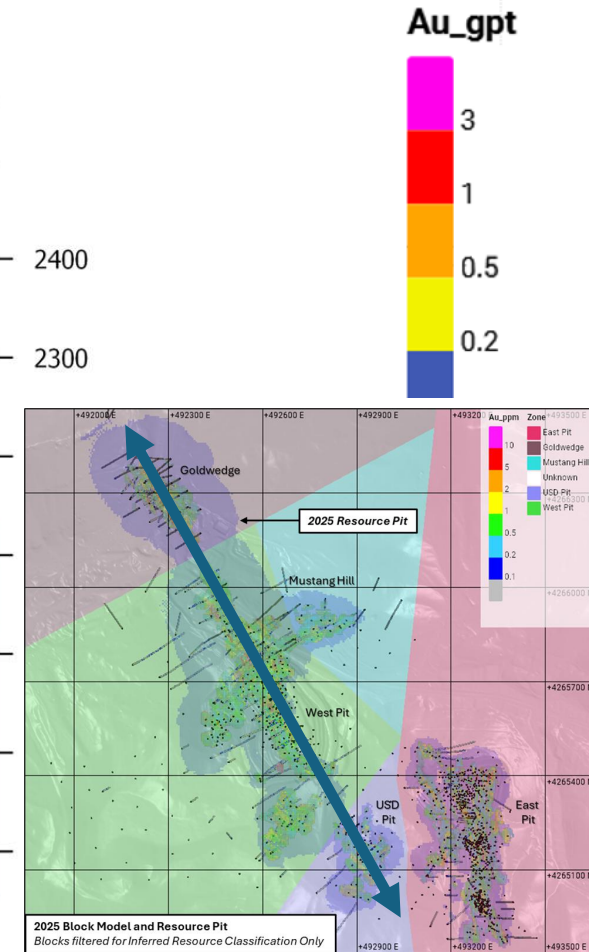 Au_gpt
3
1
0.5
0.2
2400
2300
+492000 E
+492300 E
+492600 E
+492900 E
+493200
+493500 E
Au_ppm
10
5
2
1
0.5
0.2
0.1
Zone
East Pit
Goldwedge
Mustang Hill
Unknown
USD Pit
West Pit
Goldwedge
2025 Resource Pit
+4266300 N
Mustang Hill
+4266000 N
+4265700 N
West Pit
+4265400 N
USD
Pit
East
Pit
+4265100 N
2025 Block Model and Resource Pit
Blocks filtered for Inferred Resource Classification Only
+492900 E
+493200 E
+493500 E